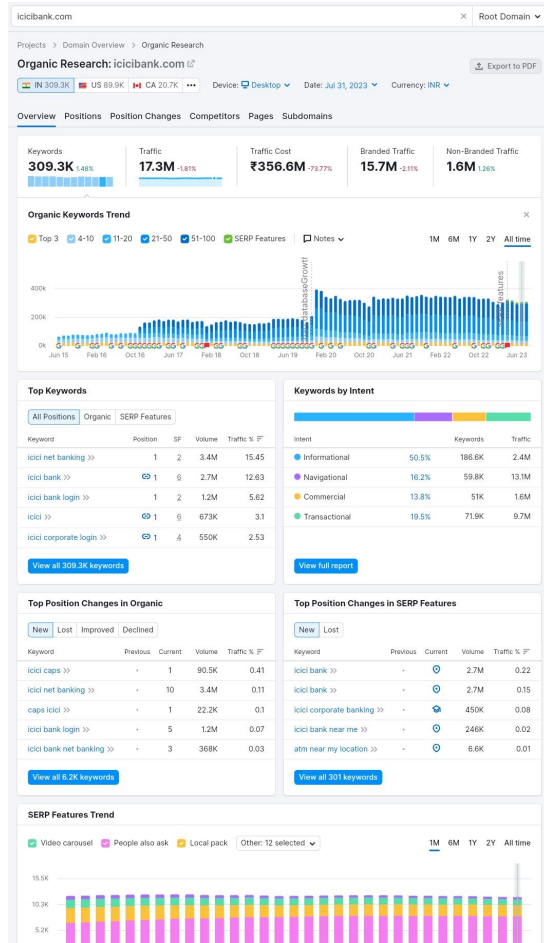 icicibank.com × Root Domain
Projects > Domain Overview > Organic Research
Organic Research: icicibank.com
Export to PDF
IN 309.3K US 89.9K CA 20.7K ••• Device: Desktop Date: Jul 31, 2023 Currency: INR
Overview Positions Position Changes Competitors Pages Subdomains
Keywords Traffic Traffic Cost Branded Traffic Non-Branded Traffic
309.3K 1.48% 17.3M -1.81% ₹356.6M -73.77% 15.7M -2.11% 1.6M 1.26%
Organic Keywords Trend ×
Top 3 4-10 11-20 21-50 51-100 SERP Features Notes 1M 6M 1Y 2Y All time
databaseGrowth
features
400k
200k
0k
Jun 15 Feb 16 Oct 16 Jun 17 Feb 18 Oct 18 Jun 19 Feb 20 Oct 20 Jun 21 Feb 22 Oct 22 Jun 23
Top Keywords
All Positions Organic SERP Features
Keyword Position SF Volume Traffic %
icici net banking >> 1 2 3.4M 15.45
icici bank >> 1 6 2.7M 12.63
icici bank login >> 1 2 1.2M 5.62
icici >> 1 6 673K 3.1
icici corporate login >> 1 4 550K 2.53
View all 309.3K keywords
Keywords by Intent
Intent Keywords Traffic
Informational 50.5% 186.6K 2.4M
Navigational 16.2% 59.8K 13.1M
Commercial 13.8% 51K 1.6M
Transactional 19.5% 71.9K 9.7M
View full report
Top Position Changes in Organic
New Lost Improved Declined
Keyword Previous Current Volume Traffic %
icici caps >> 1 90.5K 0.41
icici net banking >> 10 3.4M 0.11
caps icici >> 1 22.2K 0.1
icici bank login >> 5 1.2M 0.07
icici bank net banking >> 3 368K 0.03
View all 6.2K keywords
Top Position Changes in SERP Features
New Lost
Keyword Previous Current Volume Traffic %
icici bank >> 2.7M 0.22
icici bank >> 2.7M 0.15
icici corporate banking >> 450K 0.08
icici bank near me >> 246K 0.02
atm near my location >> 6.6K 0.01
View all 301 keywords
SERP Features Trend
Video carousel People also ask Local pack Other: 12 selected 1M 6M 1Y 2Y All time
15.5K
10.3K
5.2K